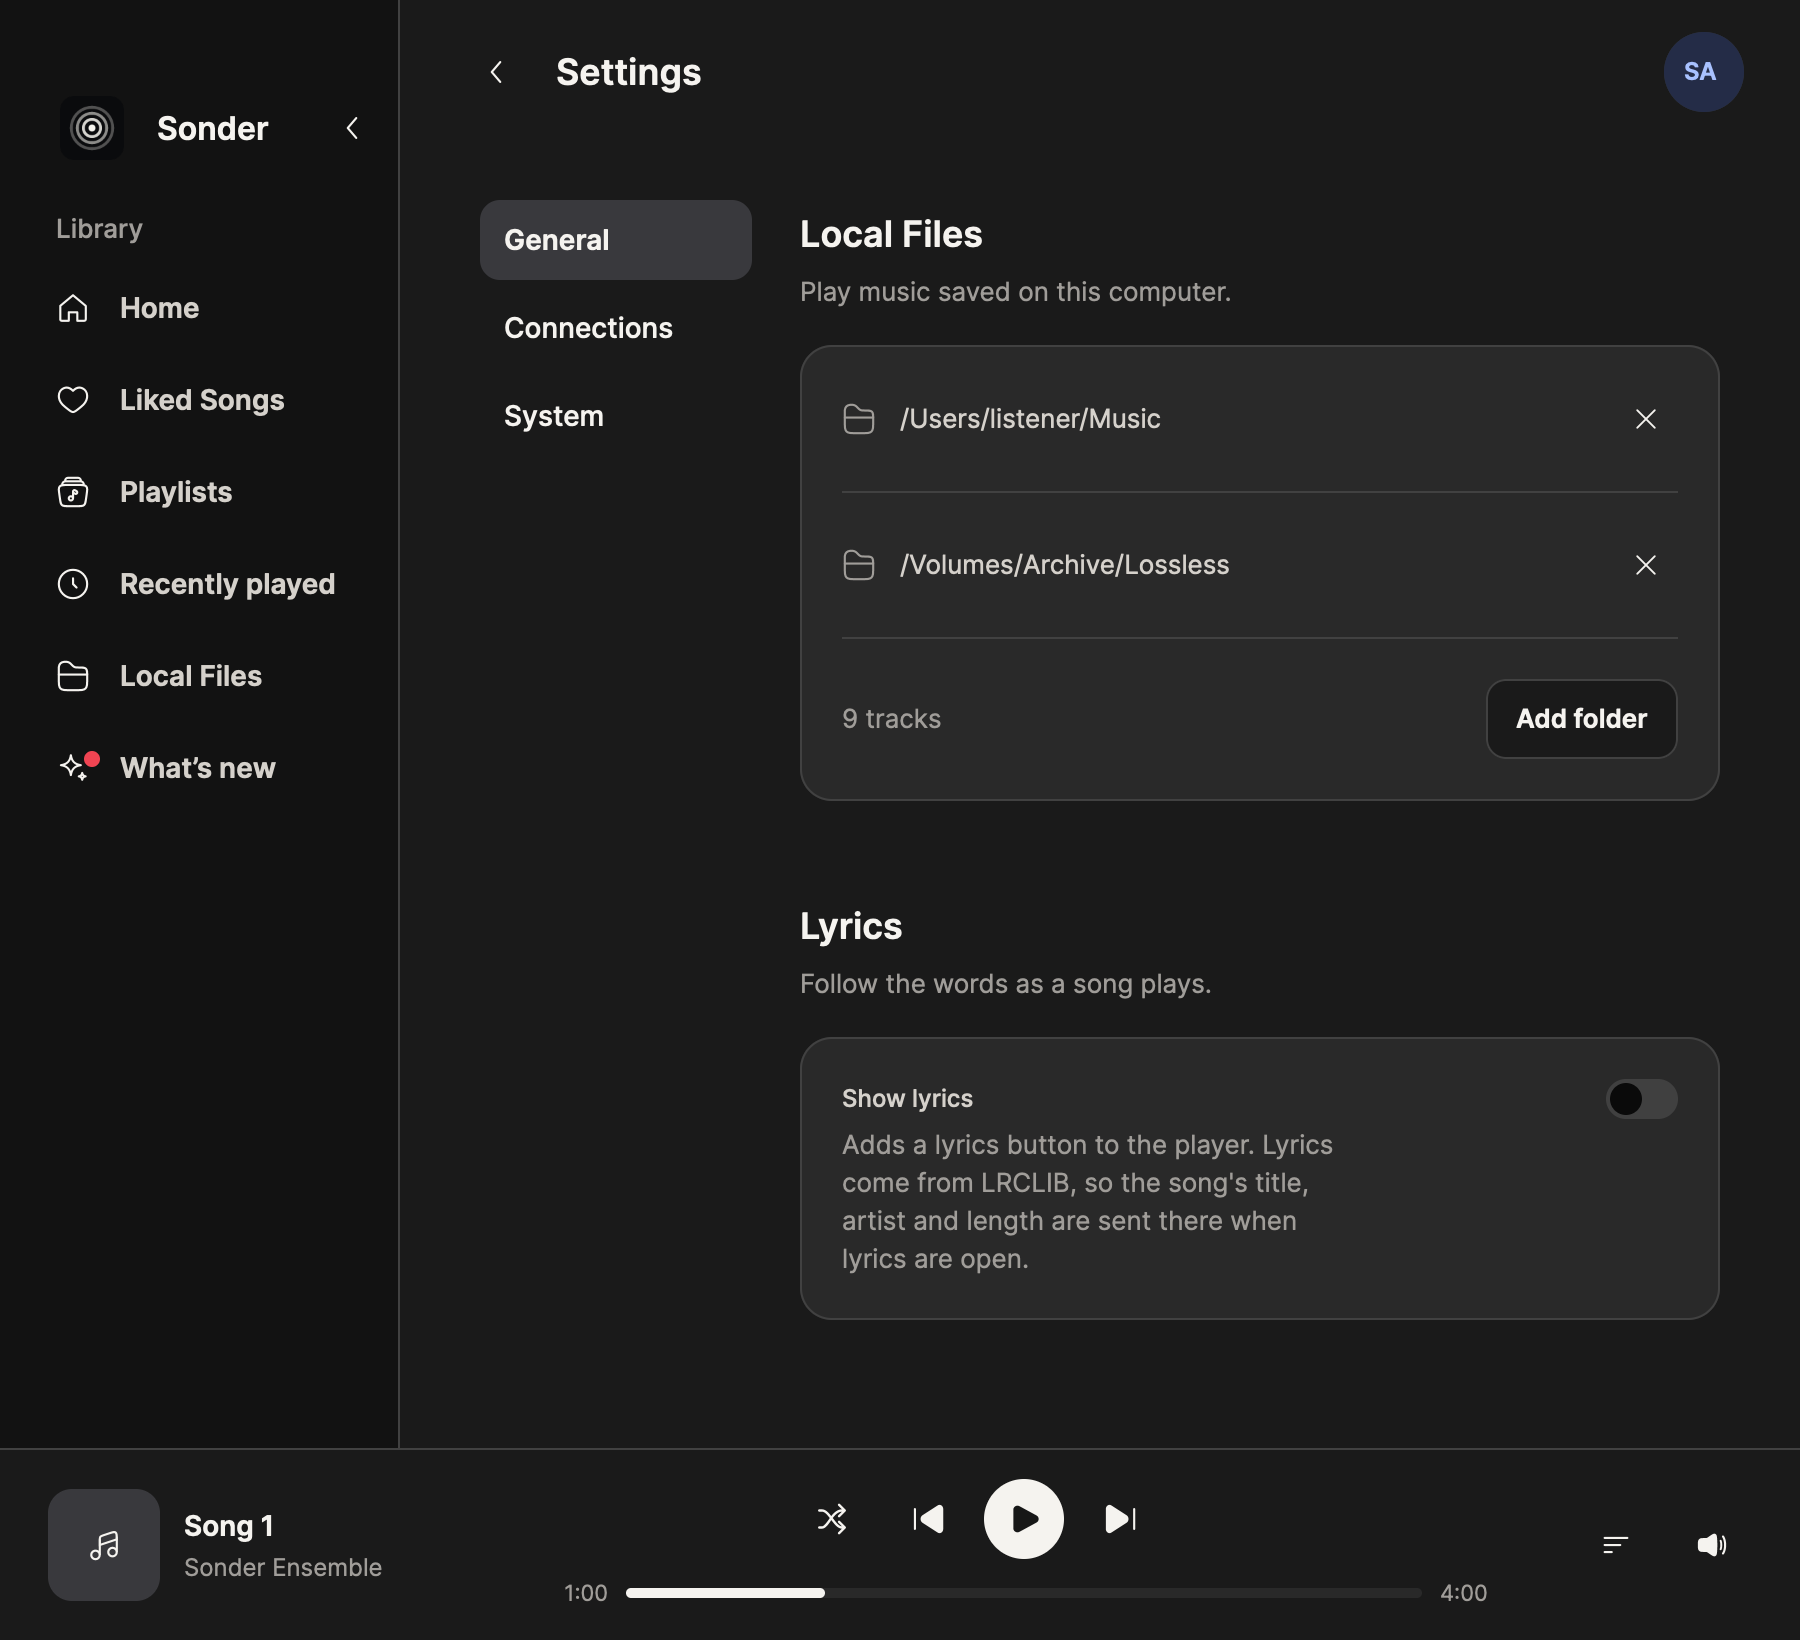 Sonder
Library
Home
Liked Songs
Playlists
Recently played
Local Files
What’s new
Settings
SA
General
Connections
System
Local Files
Play music saved on this computer.
/Users/listener/Music
/Volumes/Archive/Lossless
9 tracks
Add folder
Lyrics
Follow the words as a song plays.
Show lyrics
Adds a lyrics button to the player. Lyrics
come from LRCLIB, so the song's title,
artist and length are sent there when
lyrics are open.
Song 1
Sonder Ensemble
1:00
4:00